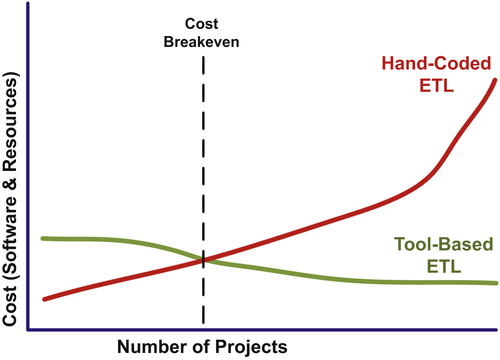 Cost
Breakeven
Hand-Coded
ETL
Tool-Based
ETL
Cost (Software & Resources)
Number of Projects